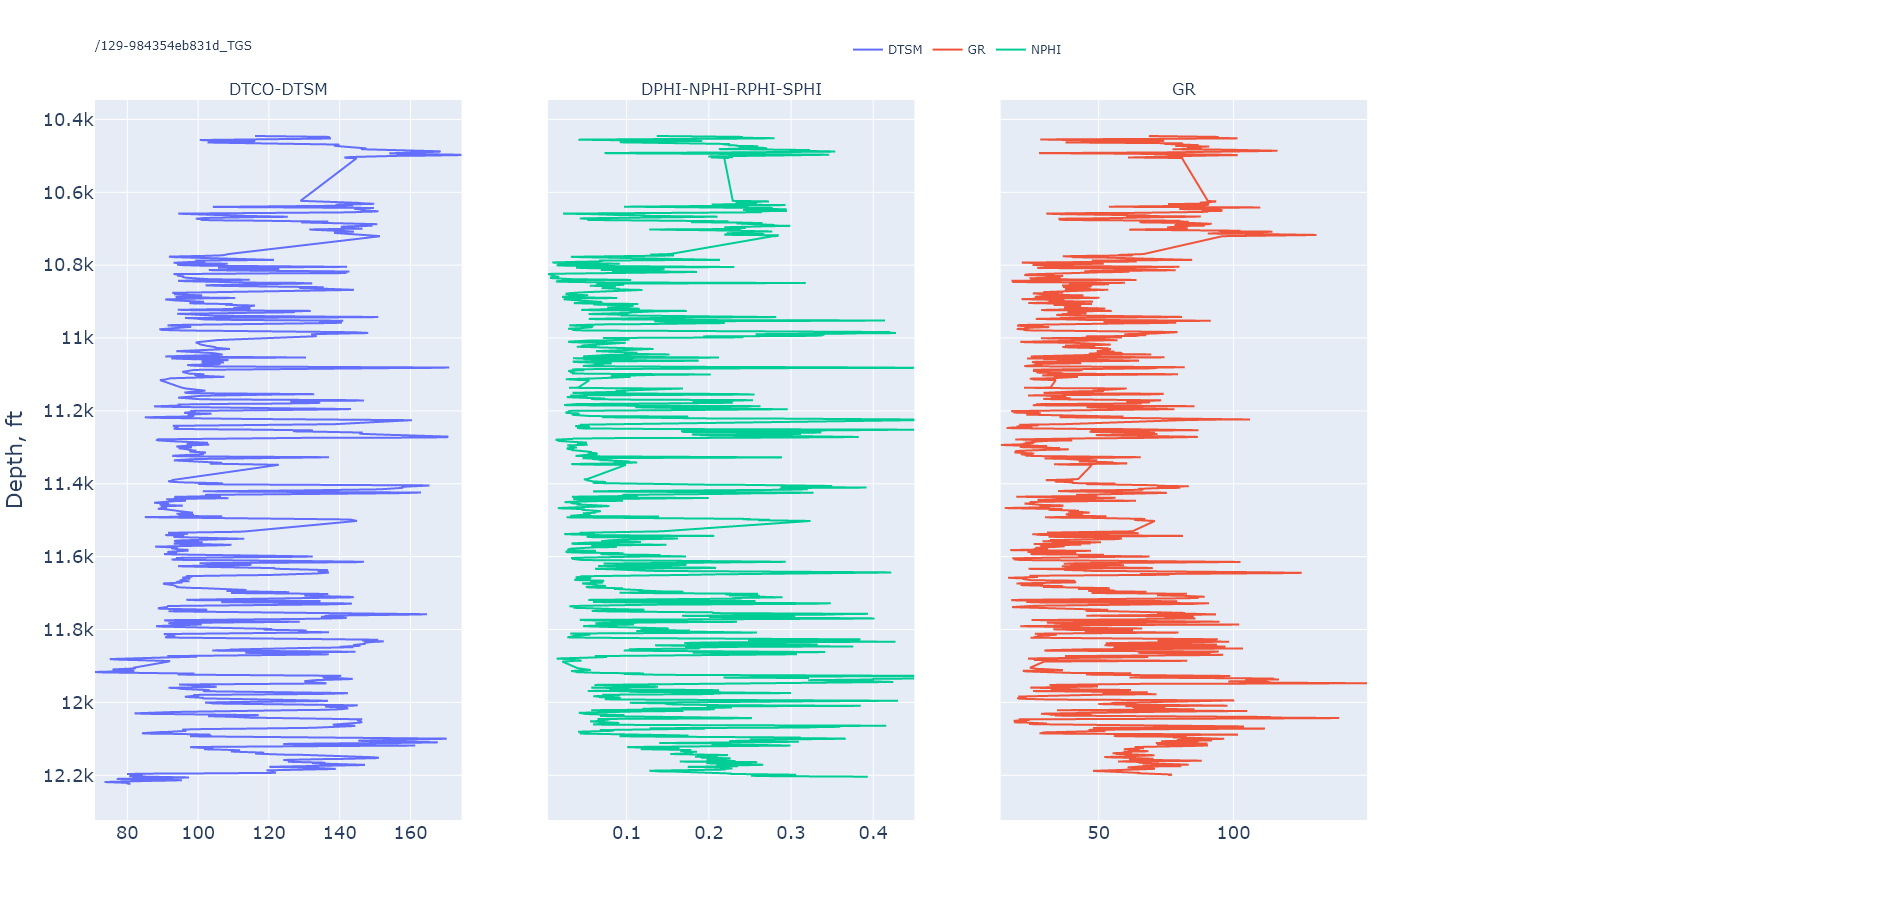 /129-984354eb831d_TGS
DTSM GR NPHI
DTCO-DTSM DPHI-NPHI-RPHI-SPHI GR
10.4k
10.6k
10.8k
11k
11.2k
11.4k
11.6k
11.8k
12k
12.2k
Depth, ft
80 100 120 140 160 0.1 0.2 0.3 0.4 50 100